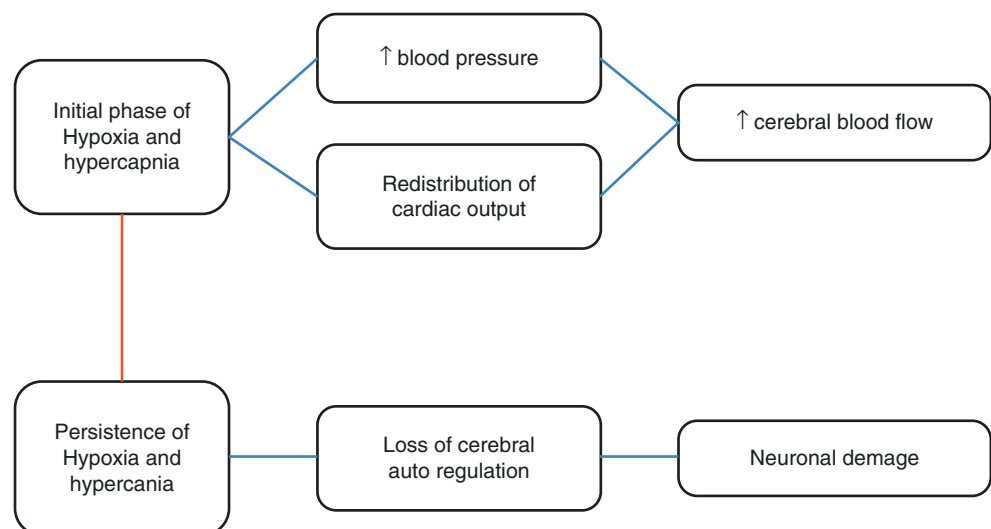 Initial phase of
Hypoxia and
hypercapnia
↑ blood pressure
Redistribution of
cardiac output
↑ cerebral blood flow
Persistence of
Hypoxia and
hypercania
Loss of cerebral
auto regulation
Neuronal demage